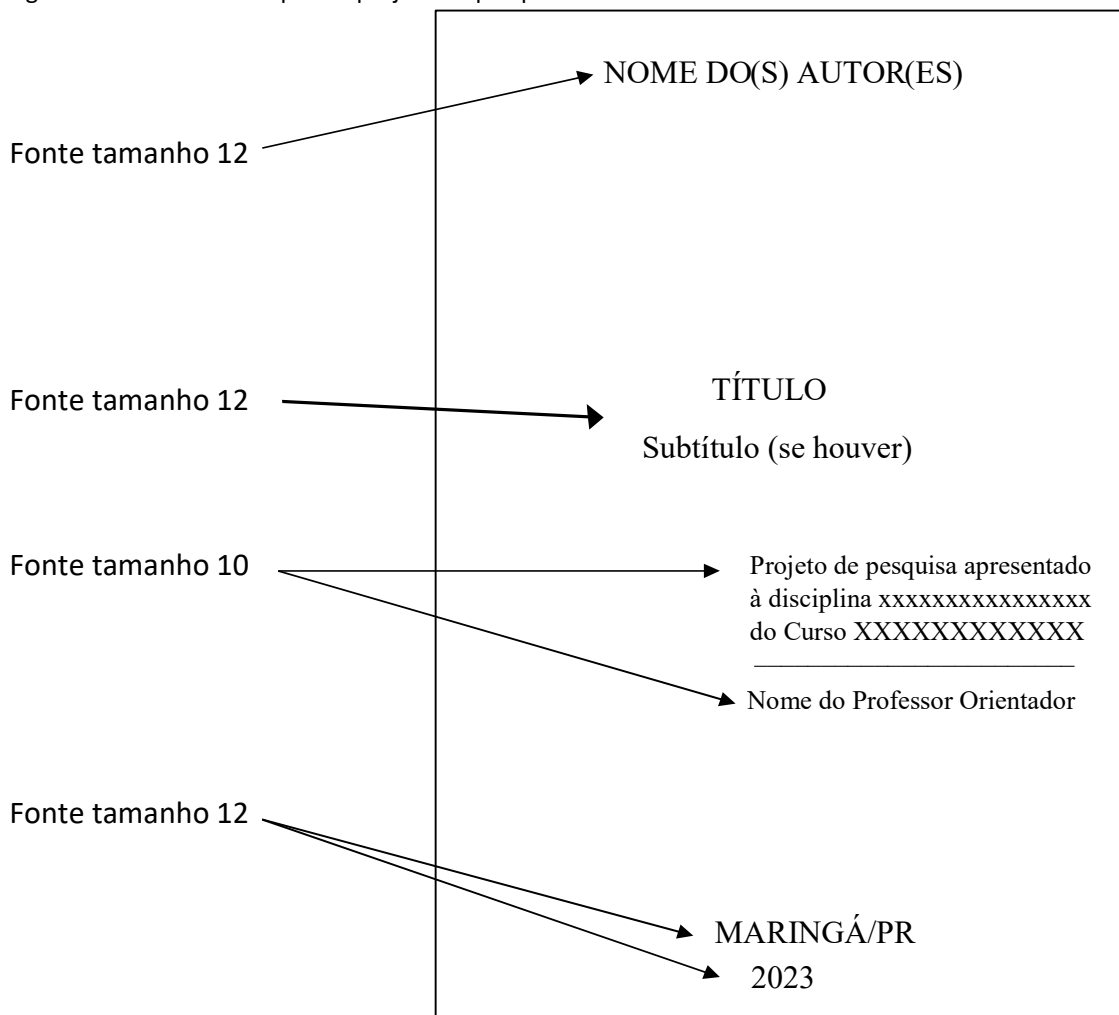 NOME DO(S) AUTOR(ES)
Fonte tamanho 12
TÍTULO
Fonte tamanho 12
Subtítulo (se houver)
Fonte tamanho 10
Projeto de pesquisa apresentado
à disciplina xxxxxxxxxxxxxxxx
do Curso XXXXXXXXXXXX
Nome do Professor Orientador
Fonte tamanho 12
MARINGÁ/PR
2023